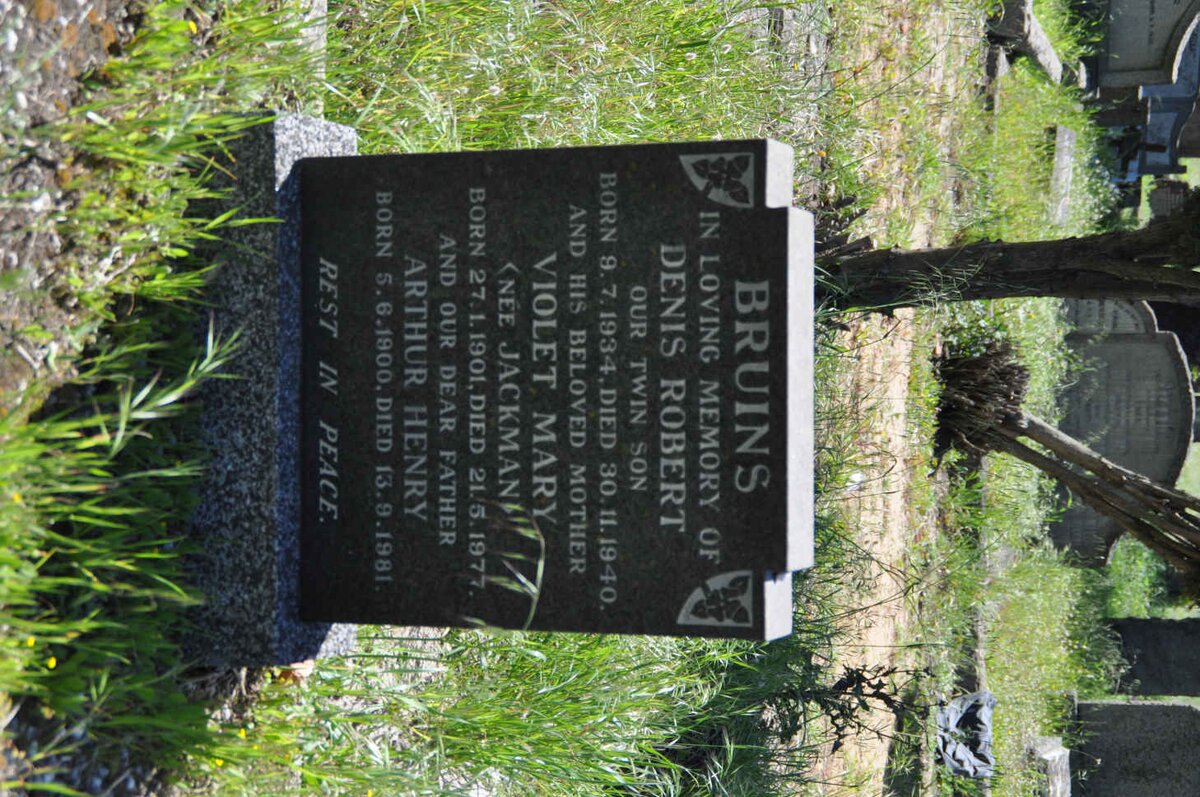 BRUINS
IN LOVING MEMORY OF
DENIS ROBERT
OUR TWIN SON
BORN 9.7.1934, DIED 30.11.1940.
AND HIS BELOVED MOTHER
VIOLET MARY
(NÉE JACKMAN)
BORN 27.1.1901, DIED 21.5.1977.
AND OUR DEAR FATHER
ARTHUR HENRY
BORN 5.6.1900, DIED 13.9.1981.
REST IN PEACE.